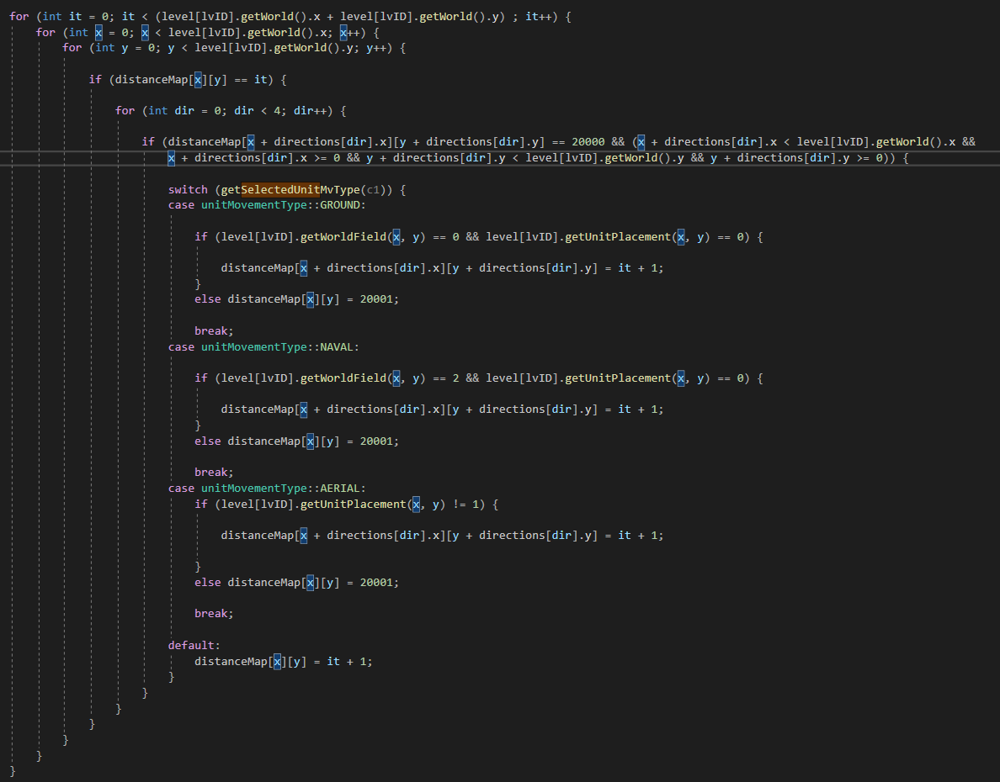 for (int it = 0; it < (level[lvID].getWorld().x + level[lvID].getWorld().y) ; it++) {
for (int x = 0; x < level[lvID].getWorld().x; x++) {
for (int y = 0; y < level[lvID].getWorld().y; y++) {
if (distanceMap[x][y] == it) {
for (int dir = 0; dir < 4; dir++) {
if (distanceMap[x + directions[dir].x][y + directions[dir].y] == 20000 && (x + directions[dir].x < level[lvID].getWorld().x &&
x + directions[dir].x >= 0 && y + directions[dir].y < level[lvID].getWorld().y && y + directions[dir].y >= 0)) {
switch (getSelectedUnitMvType(c1)) {
case unitMovementType::GROUND:
if (level[lvID].getWorldField(x, y) == 0 && level[lvID].getUnitPlacement(x, y) == 0) {
distanceMap[x + directions[dir].x][y + directions[dir].y] = it + 1;
}
else distanceMap[x][y] = 20001;
break;
case unitMovementType::NAVAL:
if (level[lvID].getWorldField(x, y) == 2 && level[lvID].getUnitPlacement(x, y) == 0) {
distanceMap[x + directions[dir].x][y + directions[dir].y] = it + 1;
}
else distanceMap[x][y] = 20001;
break;
case unitMovementType::AERIAL:
if (level[lvID].getUnitPlacement(x, y) != 1) {
distanceMap[x + directions[dir].x][y + directions[dir].y] = it + 1;
}
else distanceMap[x][y] = 20001;
break;
default:
distanceMap[x][y] = it + 1;
}
}
}
}
}
}
}